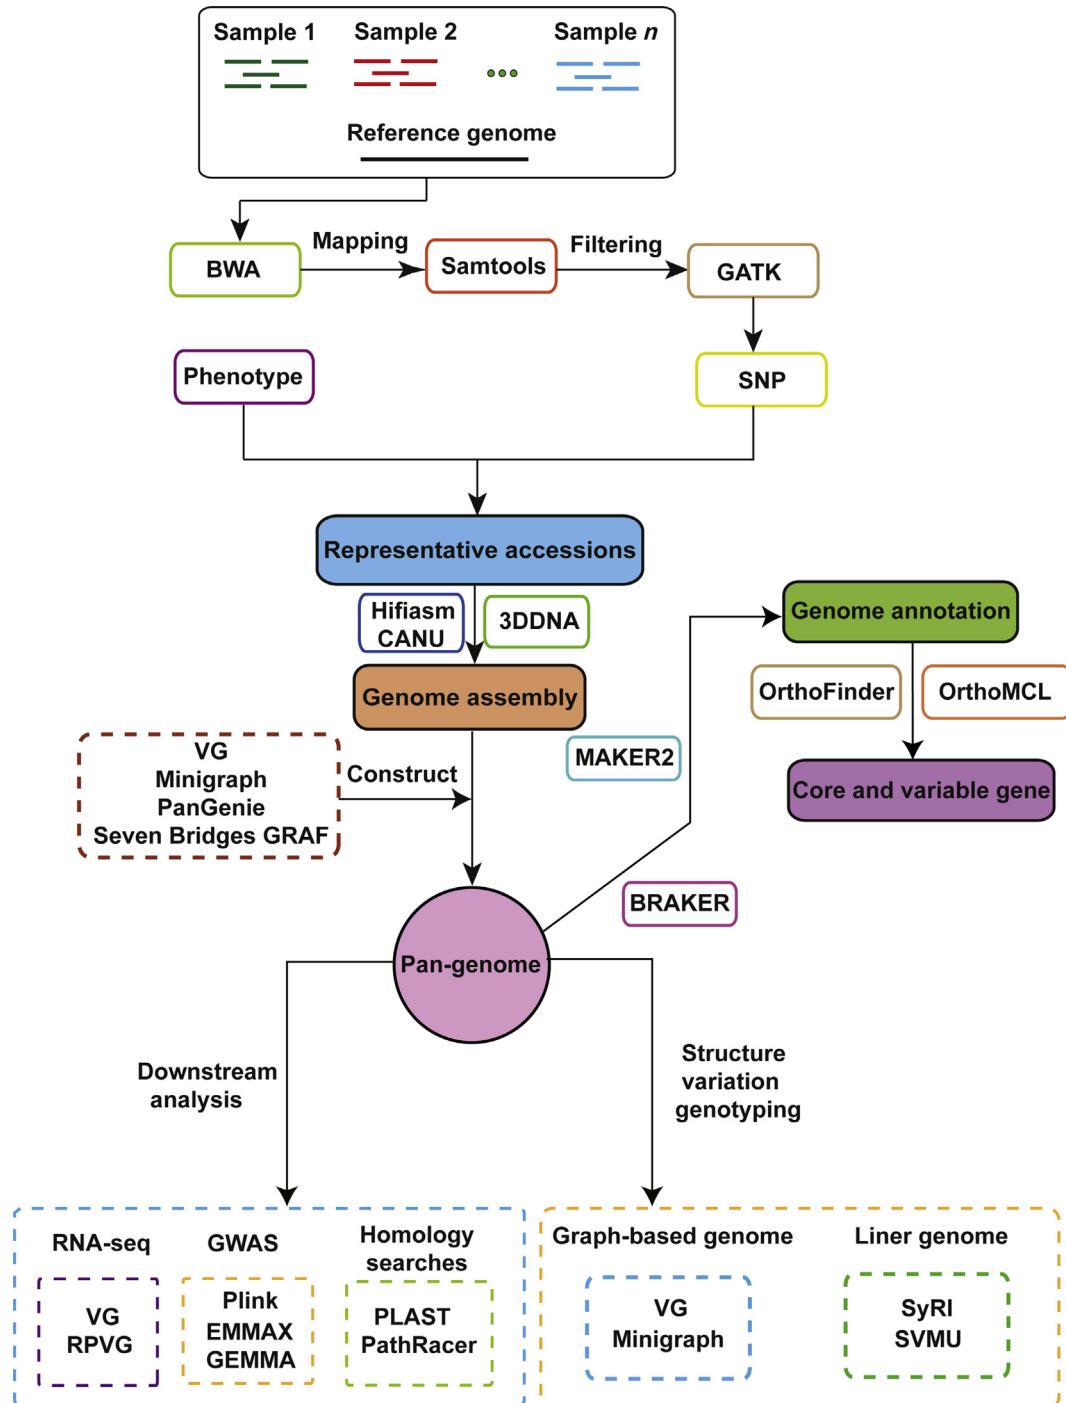 Sample 1
Sample 2
Sample n
Reference genome
BWA
Mapping
Samtools
Filtering
GATK
Phenotype
SNP
Representative accessions
Hifiasm
CANU
3DDNA
Genome assembly
Genome annotation
OrthoFinder
OrthoMCL
Core and variable gene
MAKER2
VG
Minigraph
PanGenie
Seven Bridges GRAF
Construct
BRAKER
Pan-genome
Downstream
analysis
Structure
variation
genotyping
RNA-seq
VG
RPVG
GWAS
Plink
EMMAX
GEMMA
Homology
searches
PLAST
PathRacer
Graph-based genome
VG
Minigraph
Liner genome
SyRI
SVMU